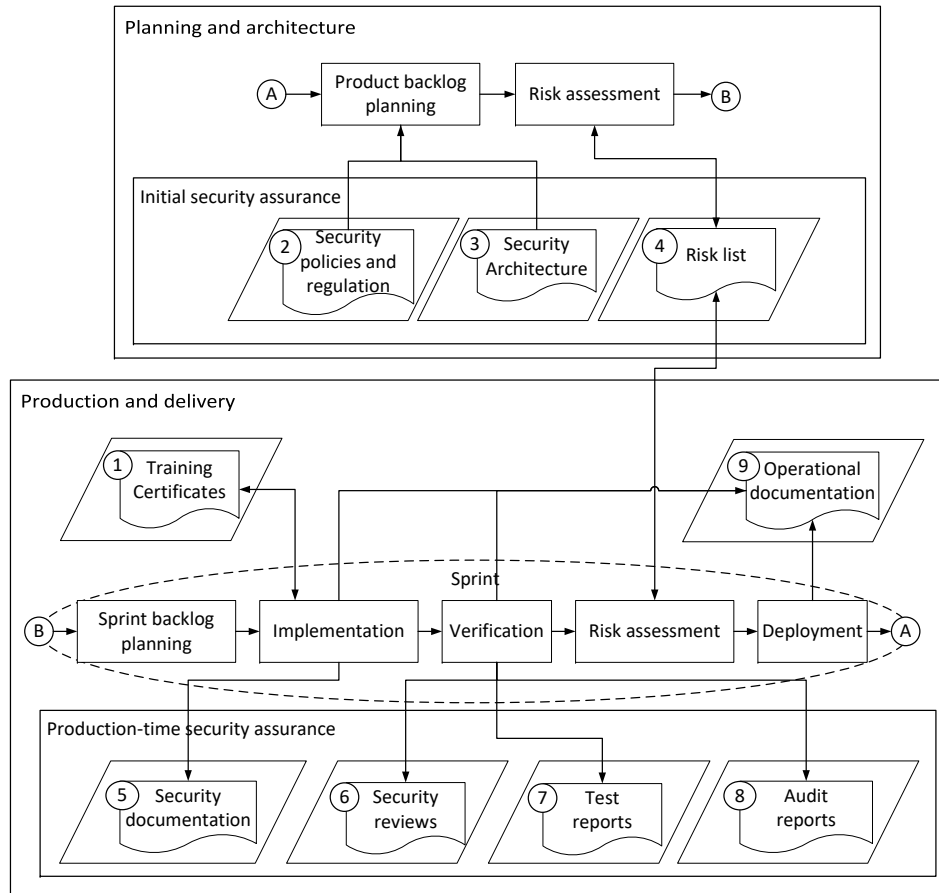 Planning and architecture
A
Product backlog
planning
Risk assessment
B
Initial security assurance
2
Security
policies and
regulation
3
Security
Architecture
4
Risk list
Production and delivery
1
Training
Certificates
9
Operational
documentation
Sprint
B
Sprint backlog
planning
Implementation
Verification
Risk assessment
Deployment
A
Production-time security assurance
5
Security
documentation
6
Security
reviews
7
Test
reports
8
Audit
reports